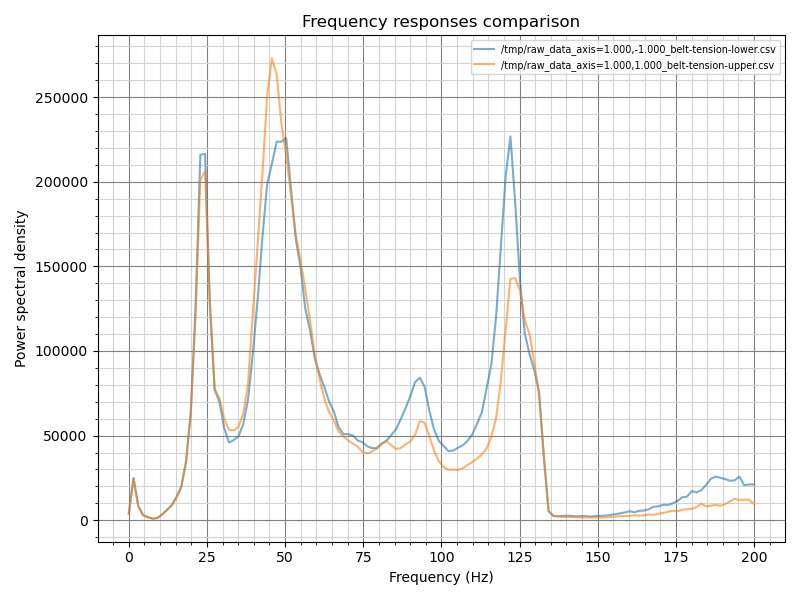 Frequency responses comparison
/tmp/raw_data_axis=1.000,-1.000_belt-tension-lower.csv
/tmp/raw_data_axis=1.000,1.000_belt-tension-upper.csv
Power spectral density
250000
200000
150000
100000
50000
0
0 25 50 75 100 125 150 175 200
Frequency (Hz)